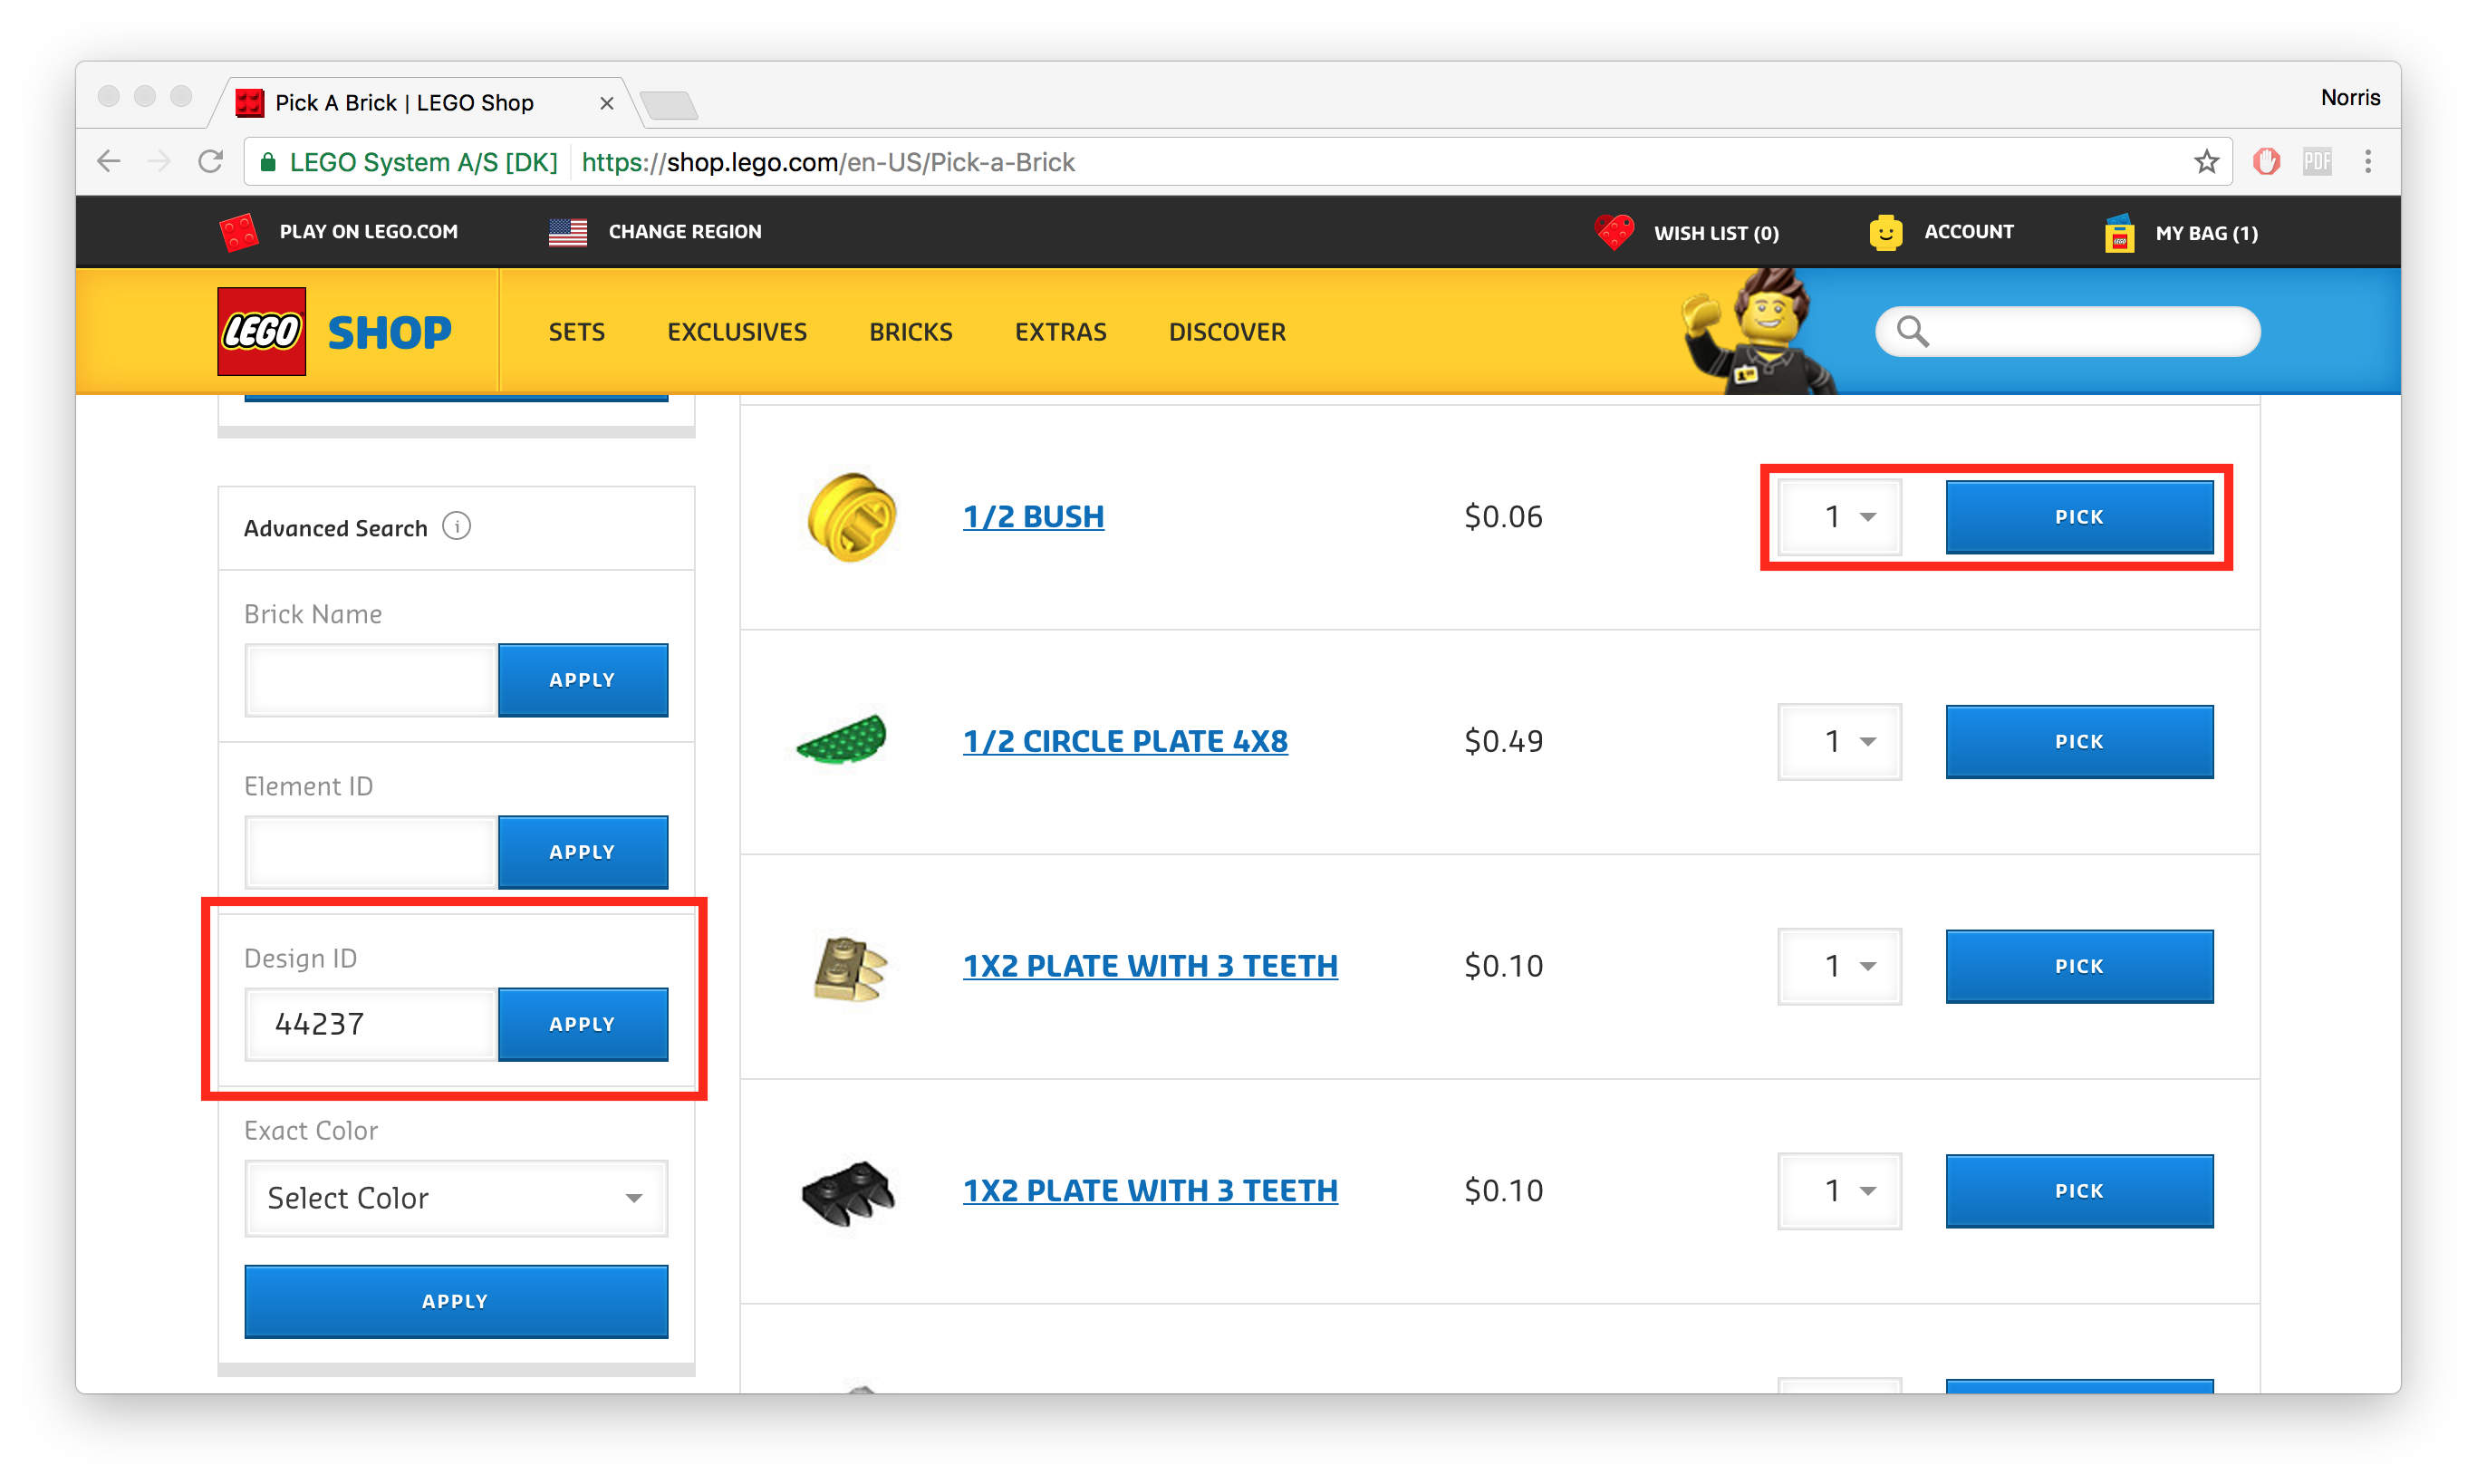 Pick A Brick | LEGO Shop
Norris
LEGO System A/S [DK] https://shop.lego.com/en-US/Pick-a-Brick
PDF
PLAY ON LEGO.COM CHANGE REGION WISH LIST (0) ACCOUNT MY BAG (1)
LEGO SHOP SETS EXCLUSIVES BRICKS EXTRAS DISCOVER
Advanced Search
Brick Name
APPLY
Element ID
APPLY
Design ID
44237 APPLY
Exact Color
Select Color
APPLY
1/2 BUSH $0.06 1 PICK
1/2 CIRCLE PLATE 4X8 $0.49 1 PICK
1X2 PLATE WITH 3 TEETH $0.10 1 PICK
1X2 PLATE WITH 3 TEETH $0.10 1 PICK